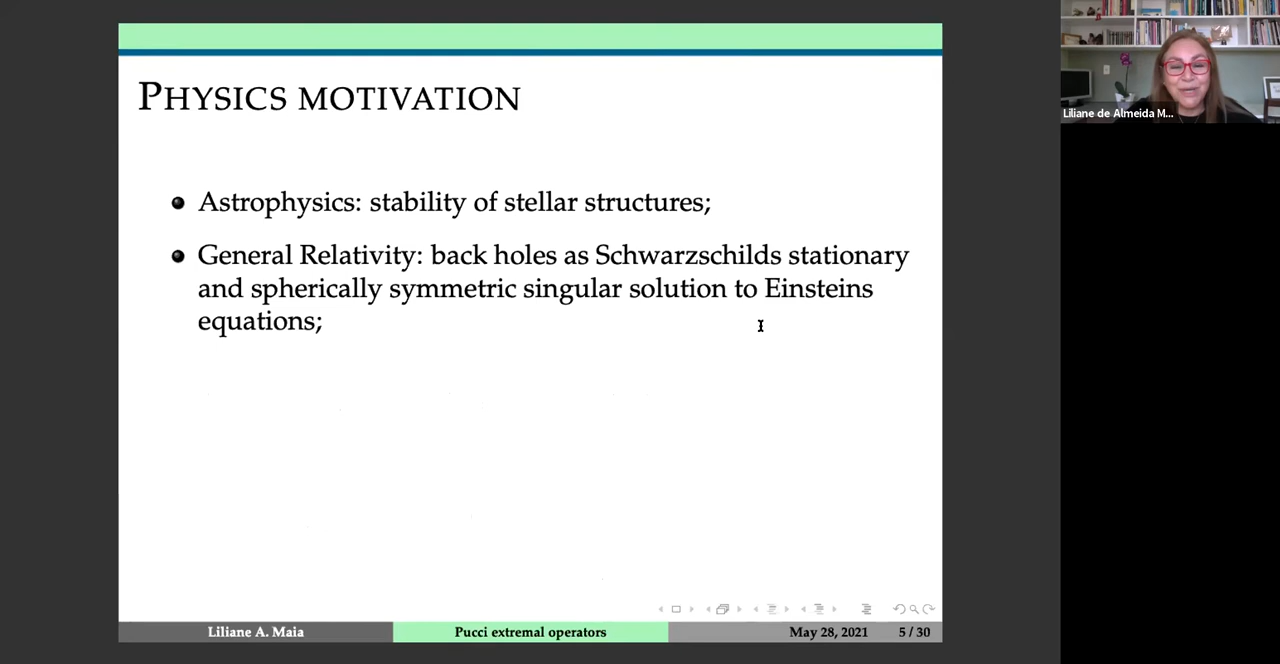 PHYSICS MOTIVATION
Astrophysics: stability of stellar structures;
General Relativity: back holes as Schwarzschilds stationary
and spherically symmetric singular solution to Einsteins
equations;
Liliane A. Maia
Pucci extremal operators
May 28, 2021
5 / 30
Liliane de Almeida M...